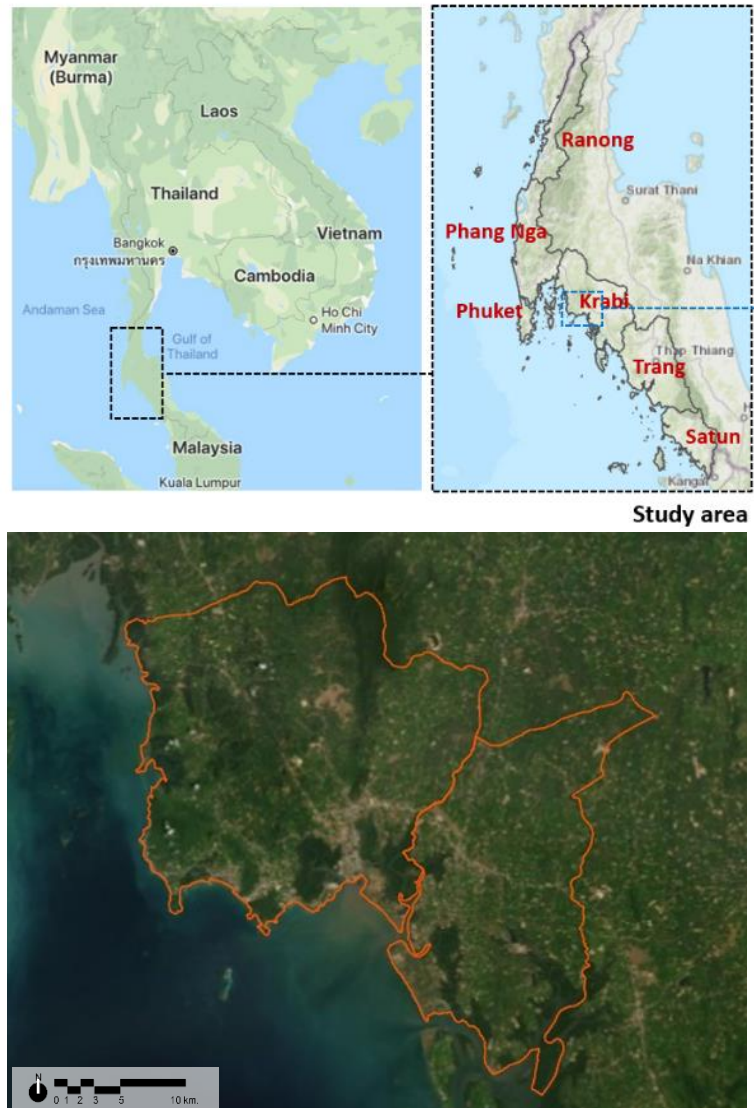 Myanmar
(Burma)
Laos
Thailand
Vietnam
Bangkok
กรุงเทพมหานคร
Cambodia
Ho Chi
Minh City
Andaman Sea
Gulf of
Thailand
Malaysia
Kuala Lumpur
Ranong
Surat Thani
Phang Nga
Na Khian
Phuket
Krabi
Thap Thiang
Trang
Satun
H
Kangar
Study area
N
0 1 2 3 5 10 km.